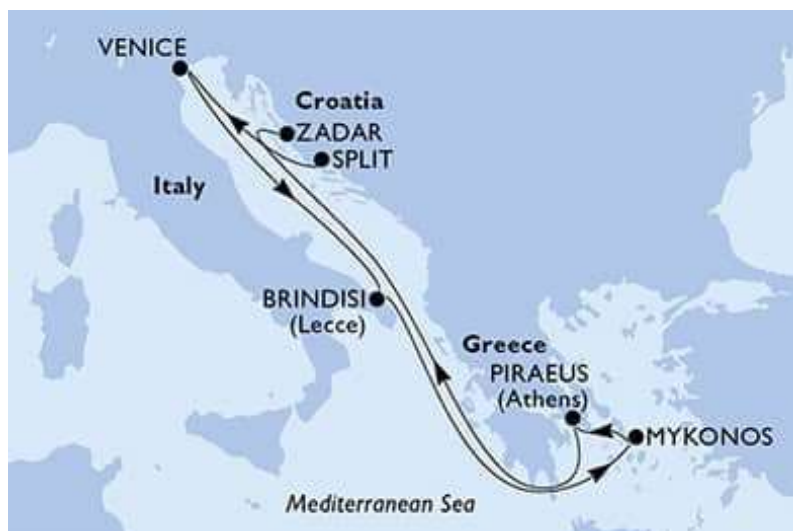 VENICE
Croatia
ZADAR
SPLIT
Italy
BRINDISI
(Lecce)
Greece
PIRAEUS
(Athens)
MYKONOS
Mediterranean Sea